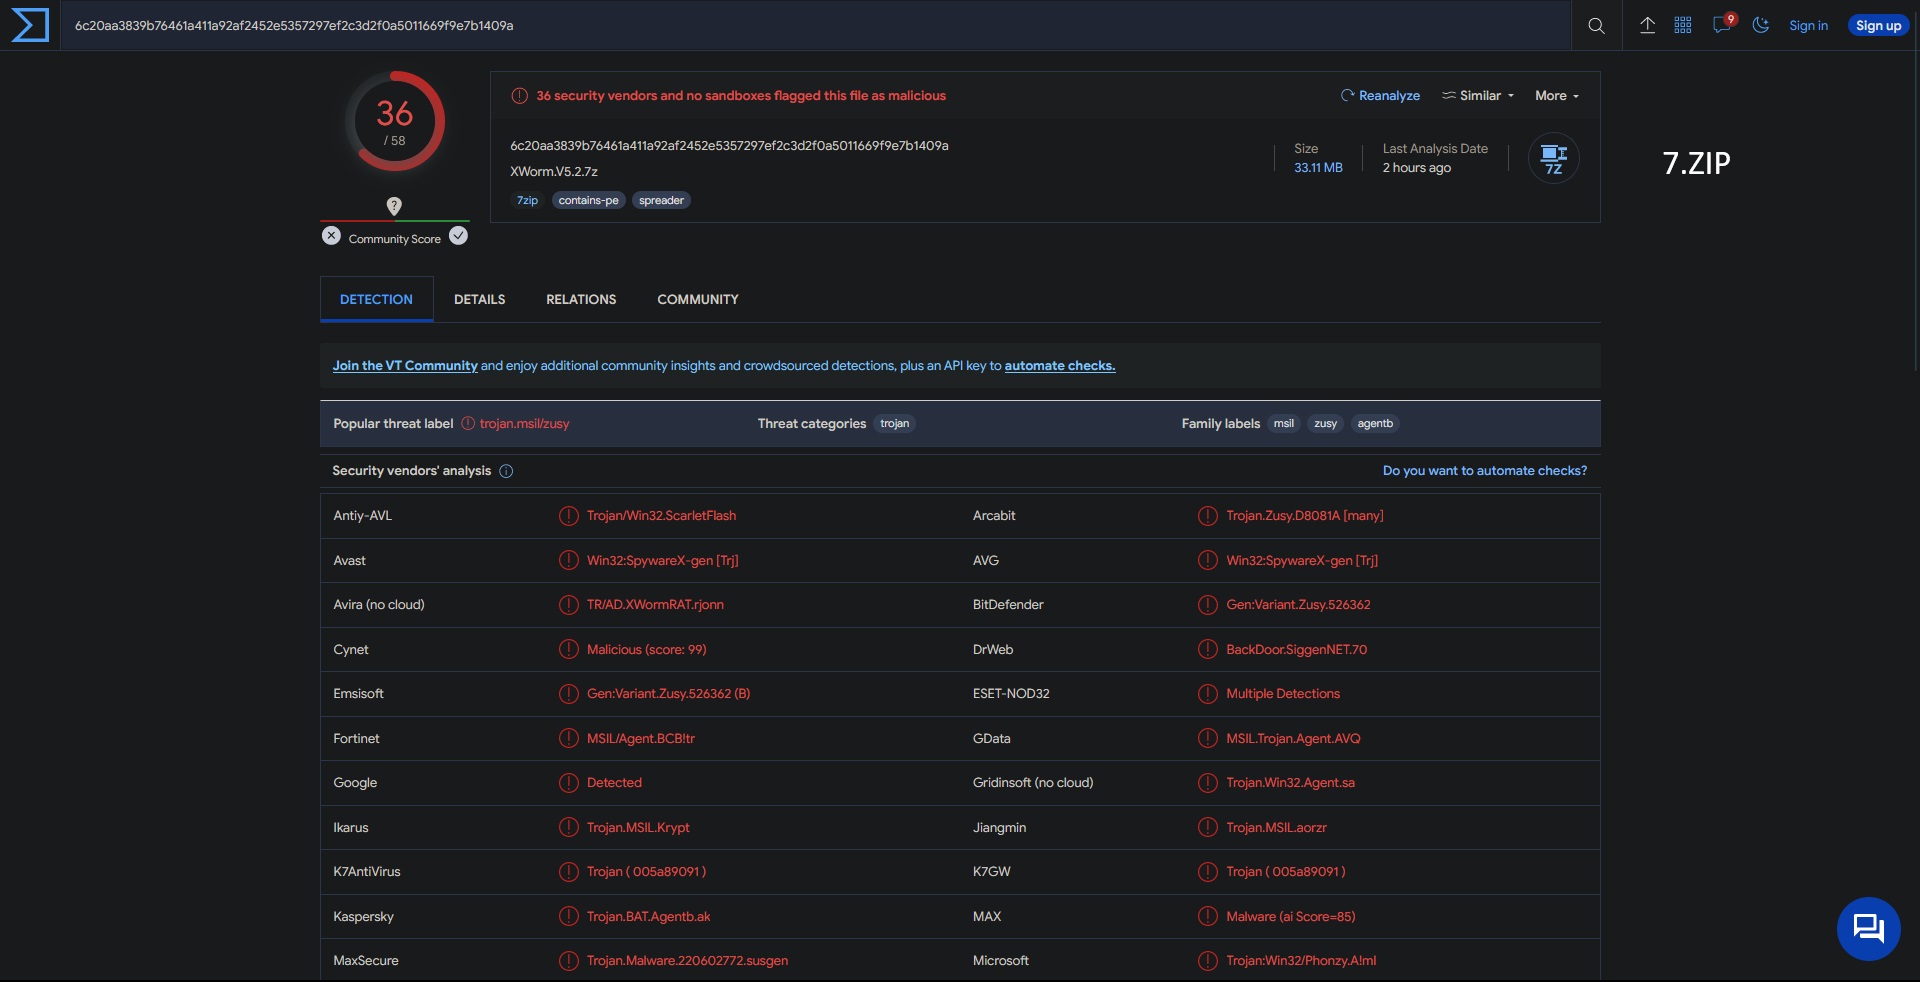 6c20aa3839b76461a411a92af2452e5357297ef2c3d2f0a5011669f9e7b1409a
9
Sign in
Sign up
36
/ 58
36 security vendors and no sandboxes flagged this file as malicious
Reanalyze
Similar
More
6c20aa3839b76461a411a92af2452e5357297ef2c3d2f0a5011669f9e7b1409a
XWorm.V5.2.7z
7zip
contains-pe
spreader
Size
33.11 MB
Last Analysis Date
2 hours ago
7Z
7.ZIP
?
Community Score
DETECTION
DETAILS
RELATIONS
COMMUNITY
Join the VT Community and enjoy additional community insights and crowdsourced detections, plus an API key to automate checks.
Popular threat label trojan.msil/zusy
Threat categories trojan
Family labels msil zusy agentb
Security vendors' analysis
Do you want to automate checks?
Antiy-AVL Trojan/Win32.ScarletFlash Arcabit Trojan.Zusy.D8081A [many]
Avast Win32:SpywareX-gen [Trj] AVG Win32:SpywareX-gen [Trj]
Avira (no cloud) TR/AD.XWormRAT.rjonn BitDefender Gen:Variant.Zusy.526362
Cynet Malicious (score: 99) DrWeb BackDoor.SiggenNET.70
Emsisoft Gen:Variant.Zusy.526362 (B) ESET-NOD32 Multiple Detections
Fortinet MSIL/Agent.BCB!tr GData MSIL.Trojan.Agent.AVQ
Google Detected Gridinsoft (no cloud) Trojan.Win32.Agent.sa
Ikarus Trojan.MSIL.Krypt Jiangmin Trojan.MSIL.aorzr
K7AntiVirus Trojan ( 005a89091 ) K7GW Trojan ( 005a89091 )
Kaspersky Trojan.BAT.Agentb.ak MAX Malware (ai Score=85)
MaxSecure Trojan.Malware.220602772.susgen Microsoft Trojan:Win32/Phonzy.A!ml